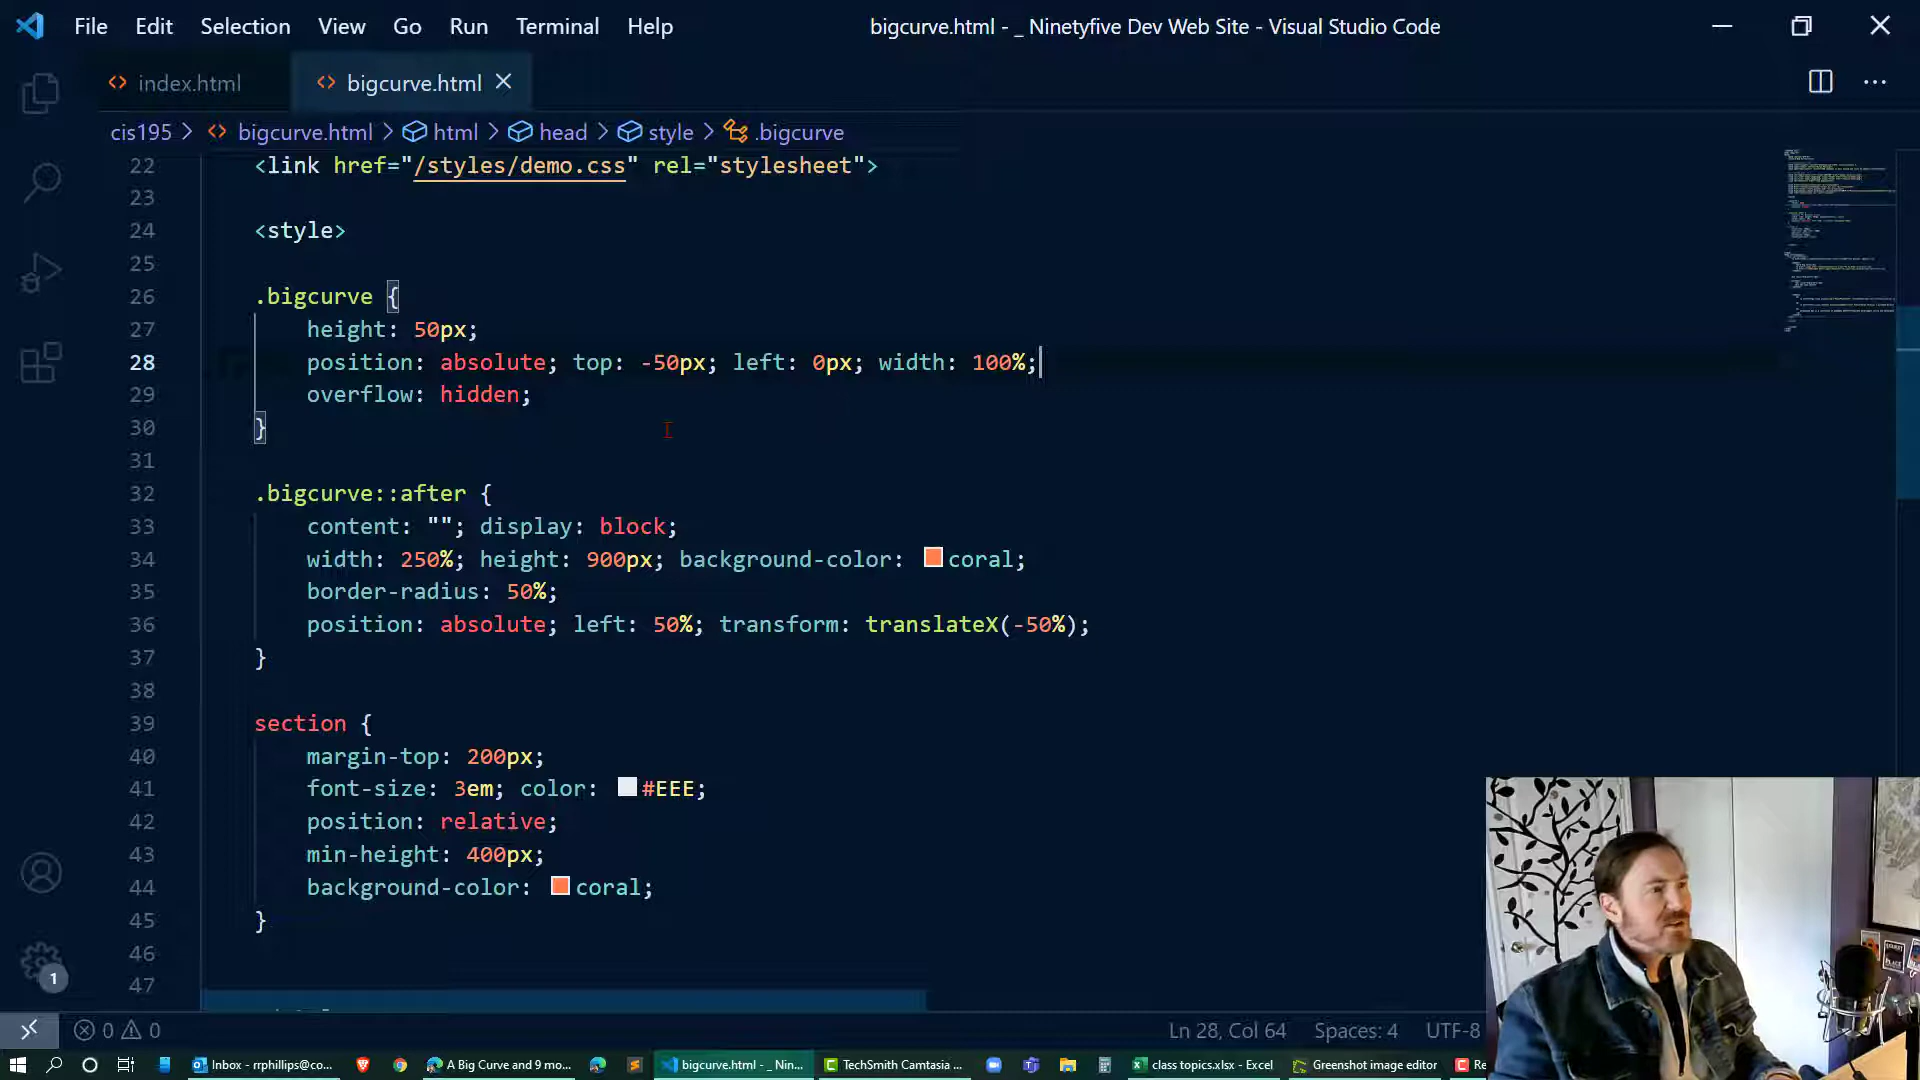 File Edit Selection View Go Run Terminal Help bigcurve.html - _ Ninetyfive Dev Web Site - Visual Studio Code
index.html bigcurve.html
cis195 > bigcurve.html > html > head > style > .bigcurve
22 <link href="/styles/demo.css" rel="stylesheet">
23
24 <style>
25
26 .bigcurve {
27 height: 50px;
28 position: absolute; top: -50px; left: 0px; width: 100%;
29 overflow: hidden;
30 }
31
32 .bigcurve::after {
33 content: ""; display: block;
34 width: 250%; height: 900px; background-color: coral;
35 border-radius: 50%;
36 position: absolute; left: 50%; transform: translateX(-50%);
37 }
38
39 section {
40 margin-top: 200px;
41 font-size: 3em; color: #EEE;
42 position: relative;
43 min-height: 400px;
44 background-color: coral;
45 }
46
47
1
0 0 Ln 28, Col 64 Spaces: 4 UTF-8
Inbox - rrphillips@co... A Big Curve and 9 mo... bigcurve.html - _ Nin... TechSmith Camtasia ... class topics.xlsx - Excel Greenshot image editor Re